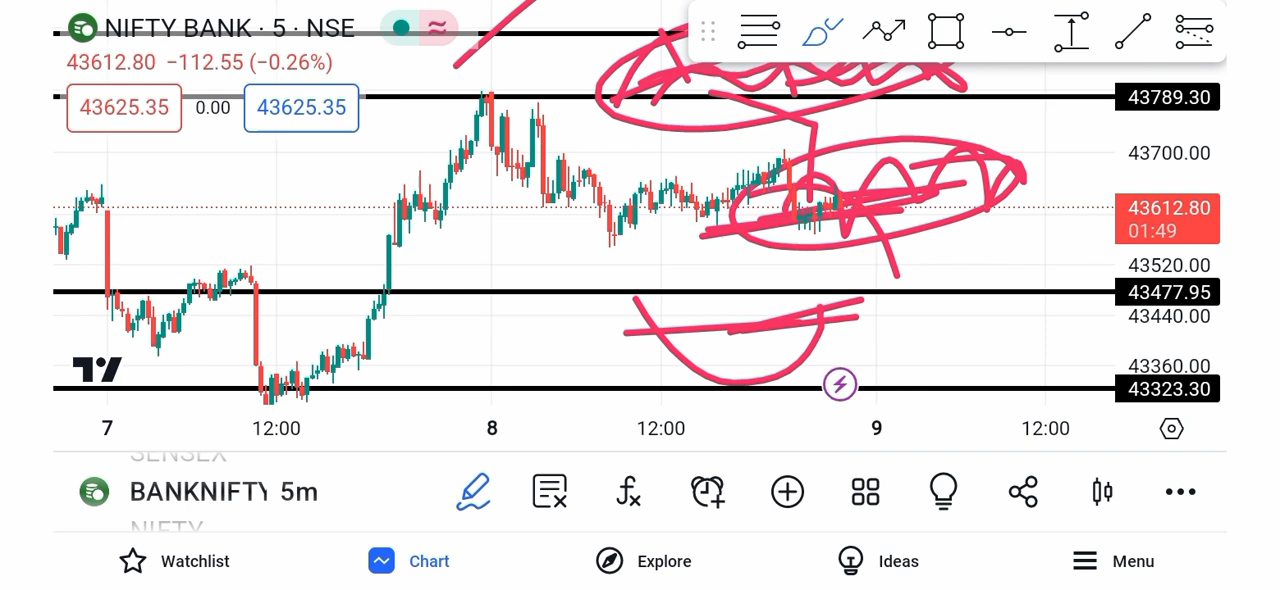 NIFTY BANK · 5 · NSE
43612.80 −112.55 (−0.26%)
43625.35 0.00 43625.35
43789.30
43700.00
43612.80
01:49
43520.00
43477.95
43440.00
43360.00
43323.30
7 12:00 8 12:00 9 12:00
SENSEX
BANKNIFTY 5m
NIFTY
Watchlist Chart Explore Ideas Menu